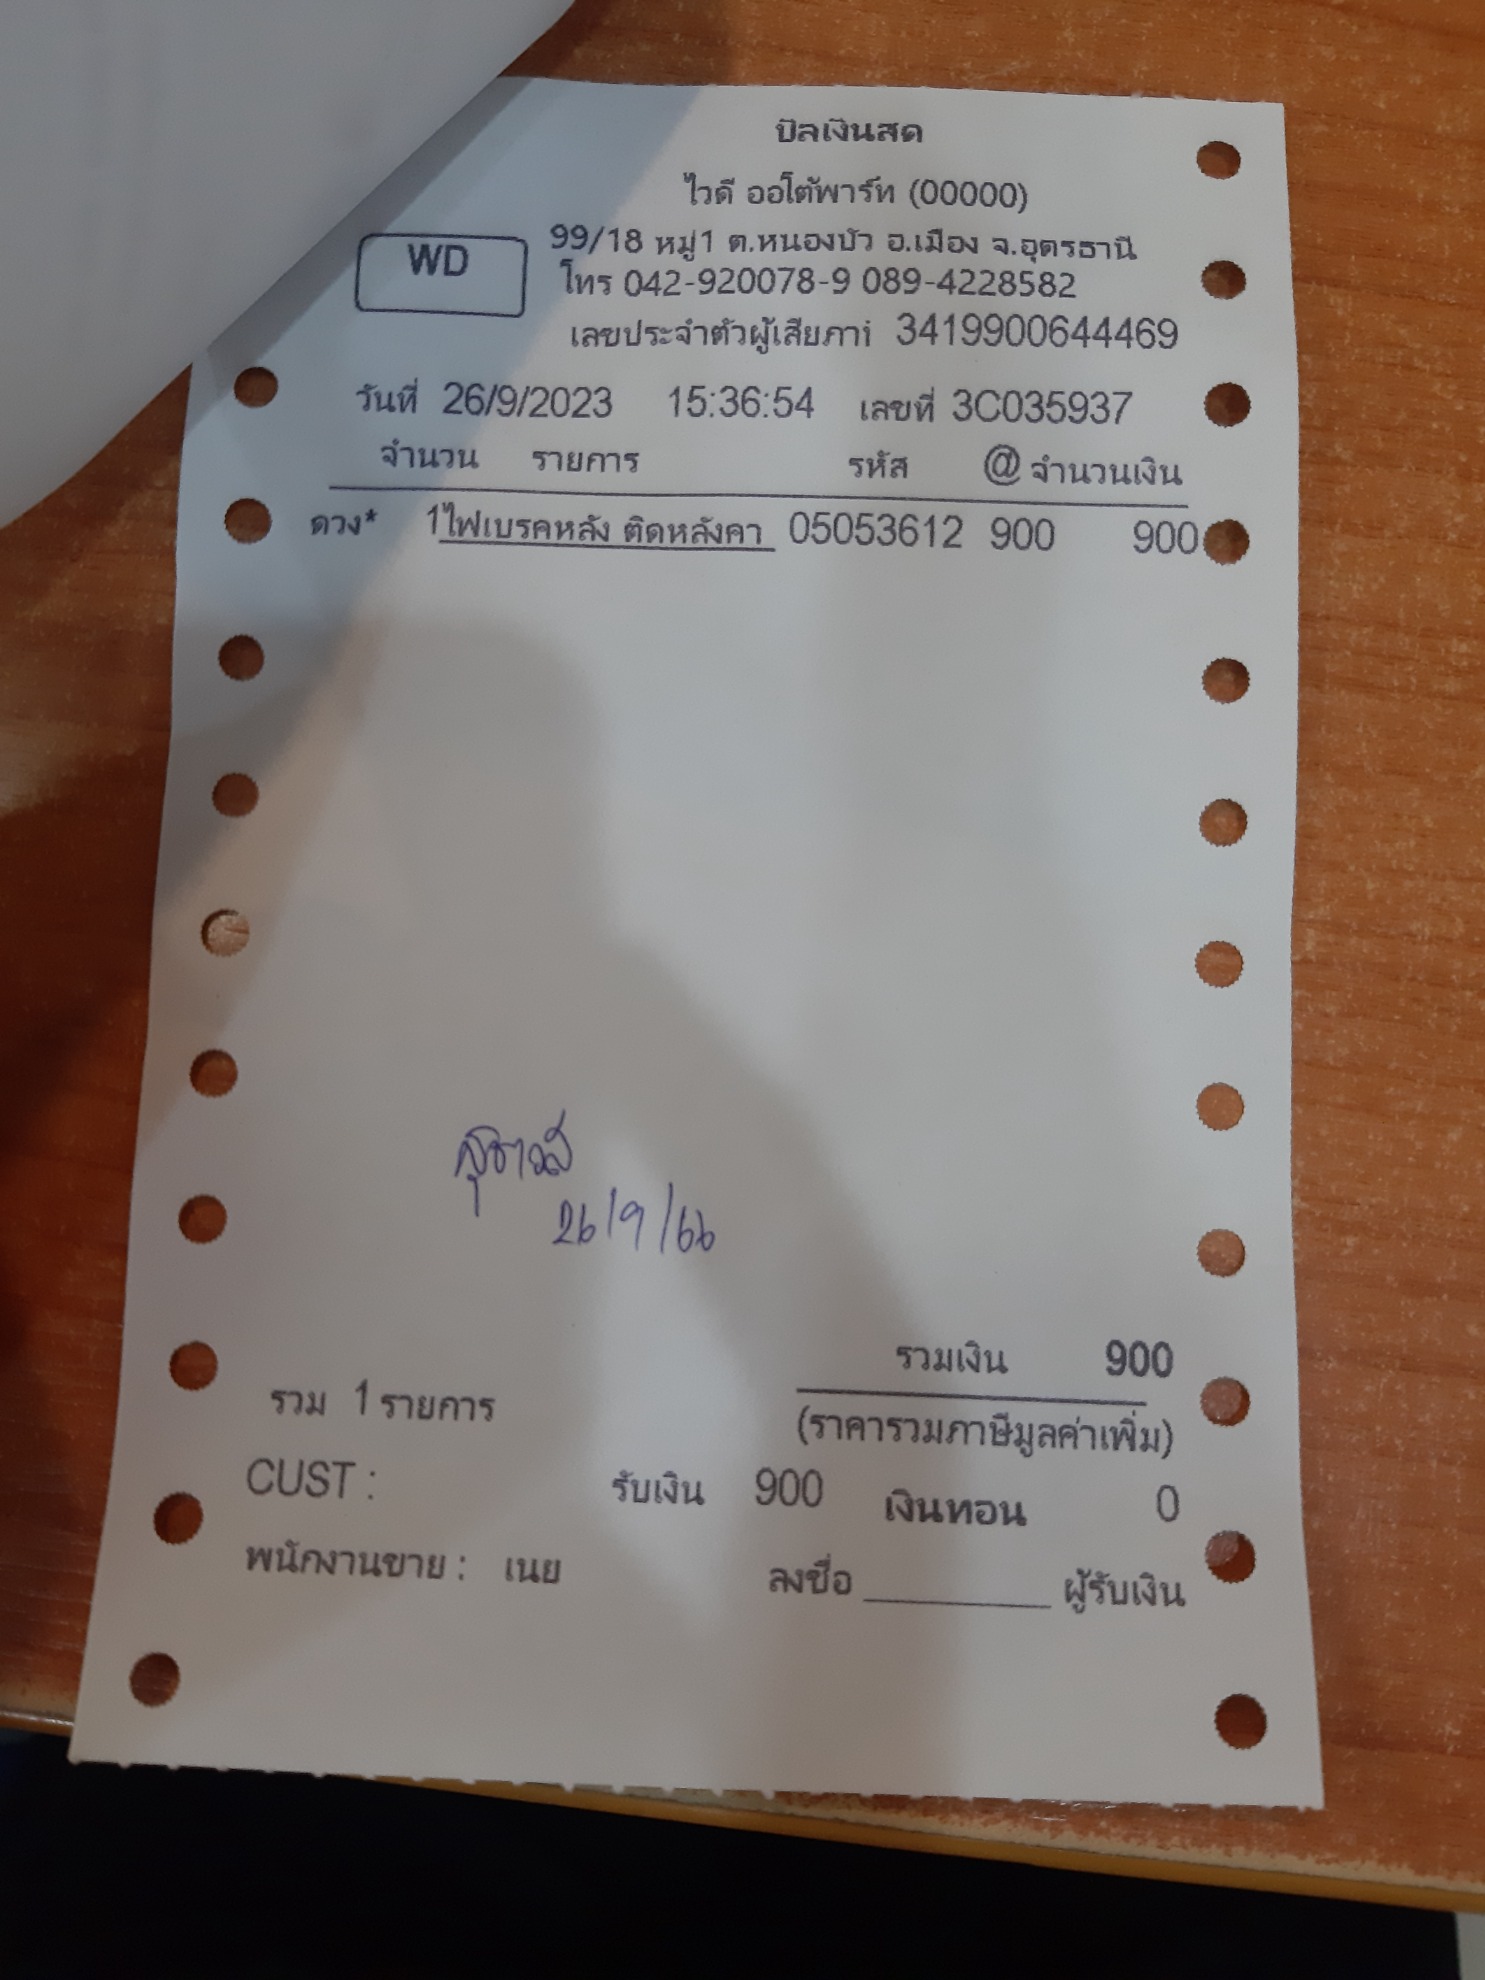 บิลเงินสด
ไวดี ออโต้พาร์ท (00000)
WD
99/18 หมู่1 ต.หนองบัว อ.เมือง จ.อุดรธานี
โทร 042-920078-9 089-4228582
เลขประจำตัวผู้เสียภาi 3419900644469
วันที่ 26/9/2023 15:36:54 เลขที่ 3C035937
จำนวน รายการ รหัส @ จำนวนเงิน
ดวง* 1 ไฟเบรคหลัง ติดหลังคา 05053612 900 900
26/9/66
รวมเงิน 900
รวม 1 รายการ
(ราคารวมภาษีมูลค่าเพิ่ม)
CUST : รับเงิน 900 เงินทอน 0
พนักงานขาย : เนย ลงชื่อ ________ ผู้รับเงิน